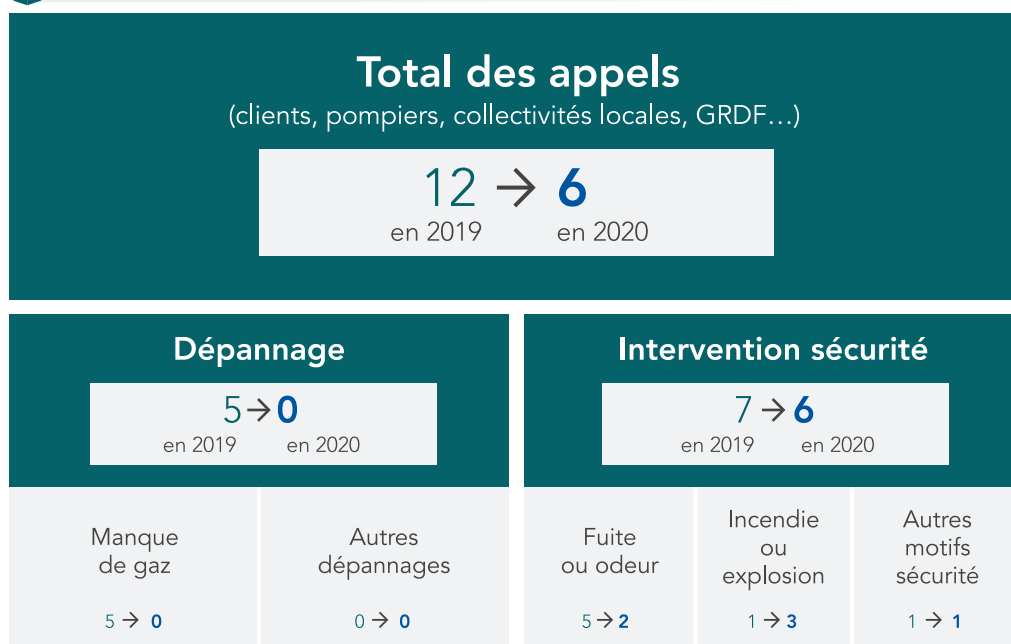 Total des appels
(clients, pompiers, collectivités locales, GRDF...)
12 → 6
en 2019 en 2020
Dépannage
5 → 0
en 2019 en 2020
Manque
de gaz
5 → 0
Autres
dépannages
0 → 0
Intervention sécurité
7 → 6
en 2019 en 2020
Fuite
ou odeur
5 → 2
Incendie
ou
explosion
1 → 3
Autres
motifs
sécurité
1 → 1